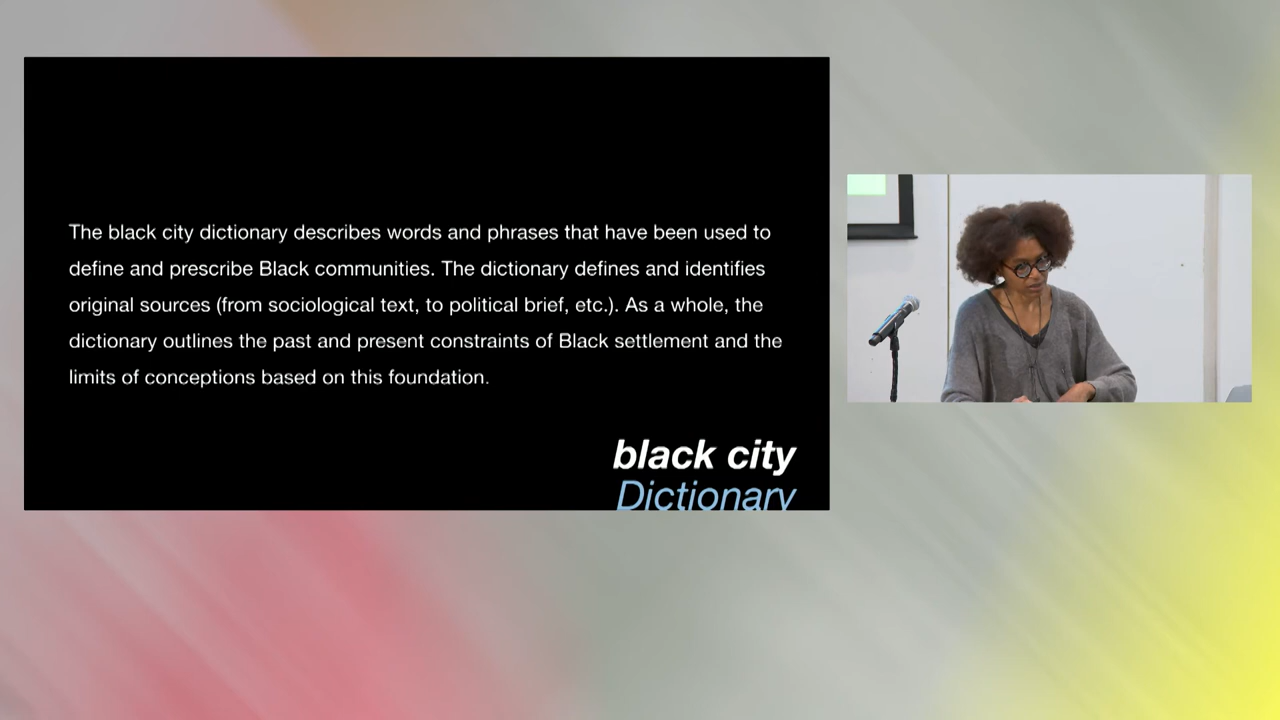 The black city dictionary describes words and phrases that have been used to
define and prescribe Black communities. The dictionary defines and identifies
original sources (from sociological text, to political brief, etc.). As a whole, the
dictionary outlines the past and present constraints of Black settlement and the
limits of conceptions based on this foundation.
black city
Dictionary